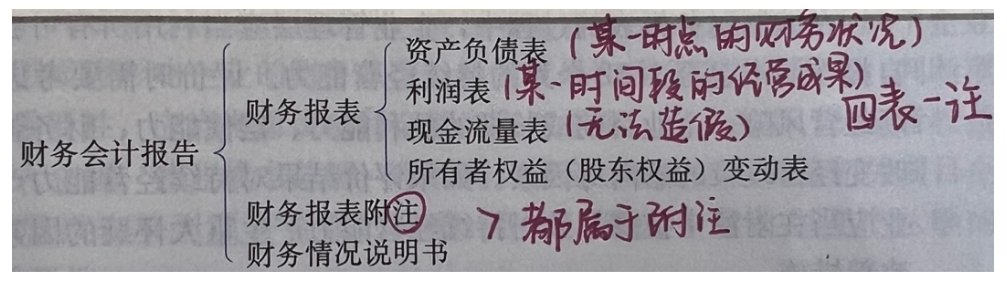 资产负债表（某一时点的财务状况）
利润表（某一时间段的经营成果）
财务报表
现金流量表（无法造假）
四表一注
财务会计报告
所有者权益（股东权益）变动表
财务报表附注
都属于附注
财务情况说明书